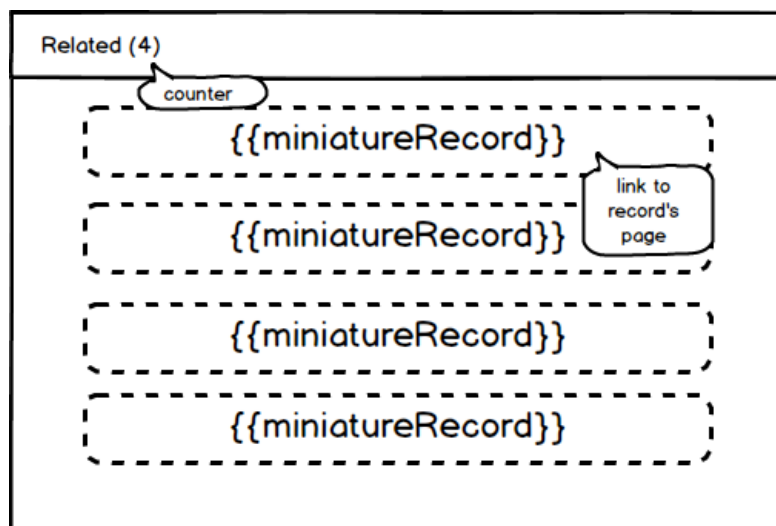 Related (4)
counter
{{miniatureRecord}}
link to
record's
page
{{miniatureRecord}}
{{miniatureRecord}}
{{miniatureRecord}}